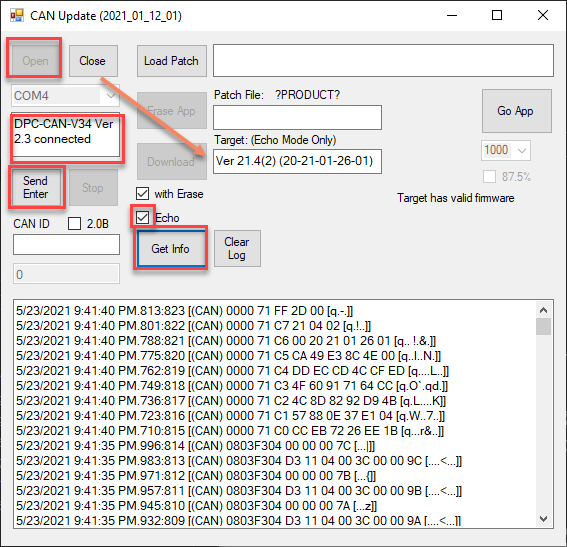 CAN Update (2021_01_12_01)
Open Close Load Patch
COM4
Erase App
Patch File: ?PRODUCT?
Go App
DPC-CAN-V34 Ver
2.3 connected
Target: (Echo Mode Only)
Download
Ver 21.4(2) (20-21-01-26-01)
1000
87.5%
Send
Enter
Stop
with Erase
Target has valid firmware
Echo
CAN ID 2.0B
Get Info
Clear
Log
0
5/23/2021 9:41:40 PM.813:823 [(CAN) 0000 71 FF 2D 00 [q.-.]]
5/23/2021 9:41:40 PM.801:822 [(CAN) 0000 71 C7 21 04 02 [q.!..]]
5/23/2021 9:41:40 PM.788:821 [(CAN) 0000 71 C6 00 20 21 01 26 01 [q.. !.&.]]
5/23/2021 9:41:40 PM.775:820 [(CAN) 0000 71 C5 CA 49 E3 8C 4E 00 [q..I..N.]]
5/23/2021 9:41:40 PM.762:819 [(CAN) 0000 71 C4 DD EC CD 4C CF ED [q....L..]]
5/23/2021 9:41:40 PM.749:818 [(CAN) 0000 71 C3 4F 60 91 71 64 CC [q.O`.qd.]]
5/23/2021 9:41:40 PM.736:817 [(CAN) 0000 71 C2 4C 8D 82 92 D9 4B [q.L....K]]
5/23/2021 9:41:40 PM.723:816 [(CAN) 0000 71 C1 57 88 0E 37 E1 04 [q.W..7..]]
5/23/2021 9:41:40 PM.710:815 [(CAN) 0000 71 C0 CC EB 72 26 EE 1B [q...r&..]]
5/23/2021 9:41:35 PM.996:814 [(CAN) 0803F304 00 00 00 7C [...|]]
5/23/2021 9:41:35 PM.983:813 [(CAN) 0803F304 D3 11 04 00 3C 00 00 9C [....<...]]
5/23/2021 9:41:35 PM.971:812 [(CAN) 0803F304 00 00 00 7B [...{]]
5/23/2021 9:41:35 PM.957:811 [(CAN) 0803F304 D3 11 04 00 3C 00 00 9B [....<...]]
5/23/2021 9:41:35 PM.945:810 [(CAN) 0803F304 00 00 00 7A [...z]]
5/23/2021 9:41:35 PM.932:809 [(CAN) 0803F304 D3 11 04 00 3C 00 00 9A [....<...]]